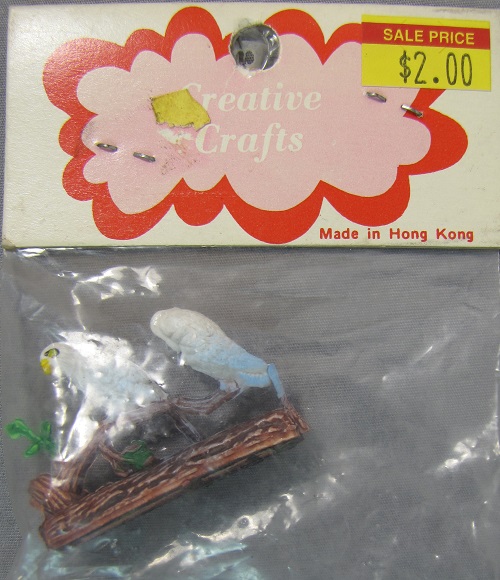 SALE PRICE
$2.00
Creative
Crafts
Made in Hong Kong